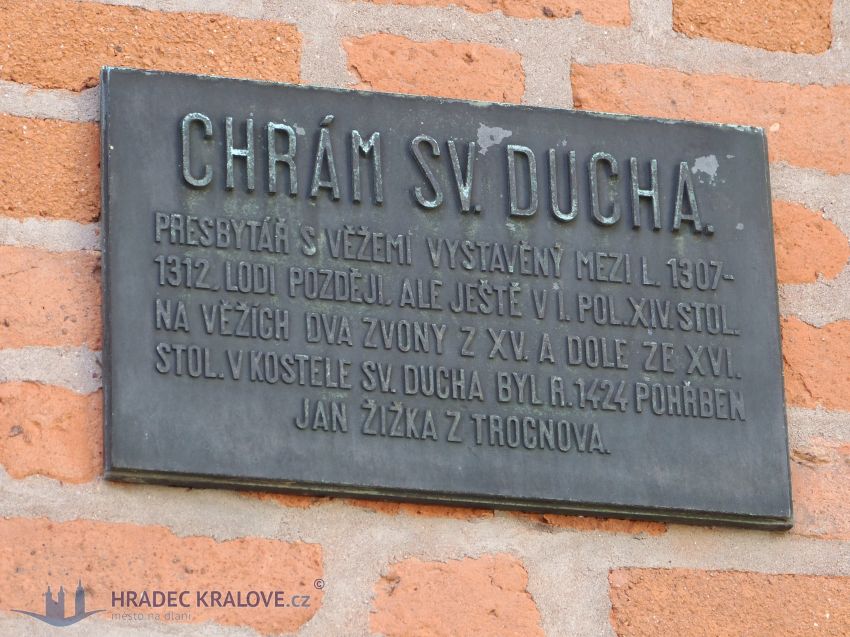 CHRÁM SV. DUCHA.
PRESBYTÁŘ S VĚŽEMI VYSTAVĚNY MEZI L. 1307-
1312, LODI POZDĚJI, ALE JEŠTĚ V I. POL. XIV. STOL.
NA VĚŽÍCH DVA ZVONY Z XV. A DOLE ZE XVI.
STOL. V KOSTELE SV. DUCHA BYL R. 1424 POHŘBEN
JAN ŽIŽKA Z TROCNOVA.
HRADEC KRALOVE.cz ©
město na dlani